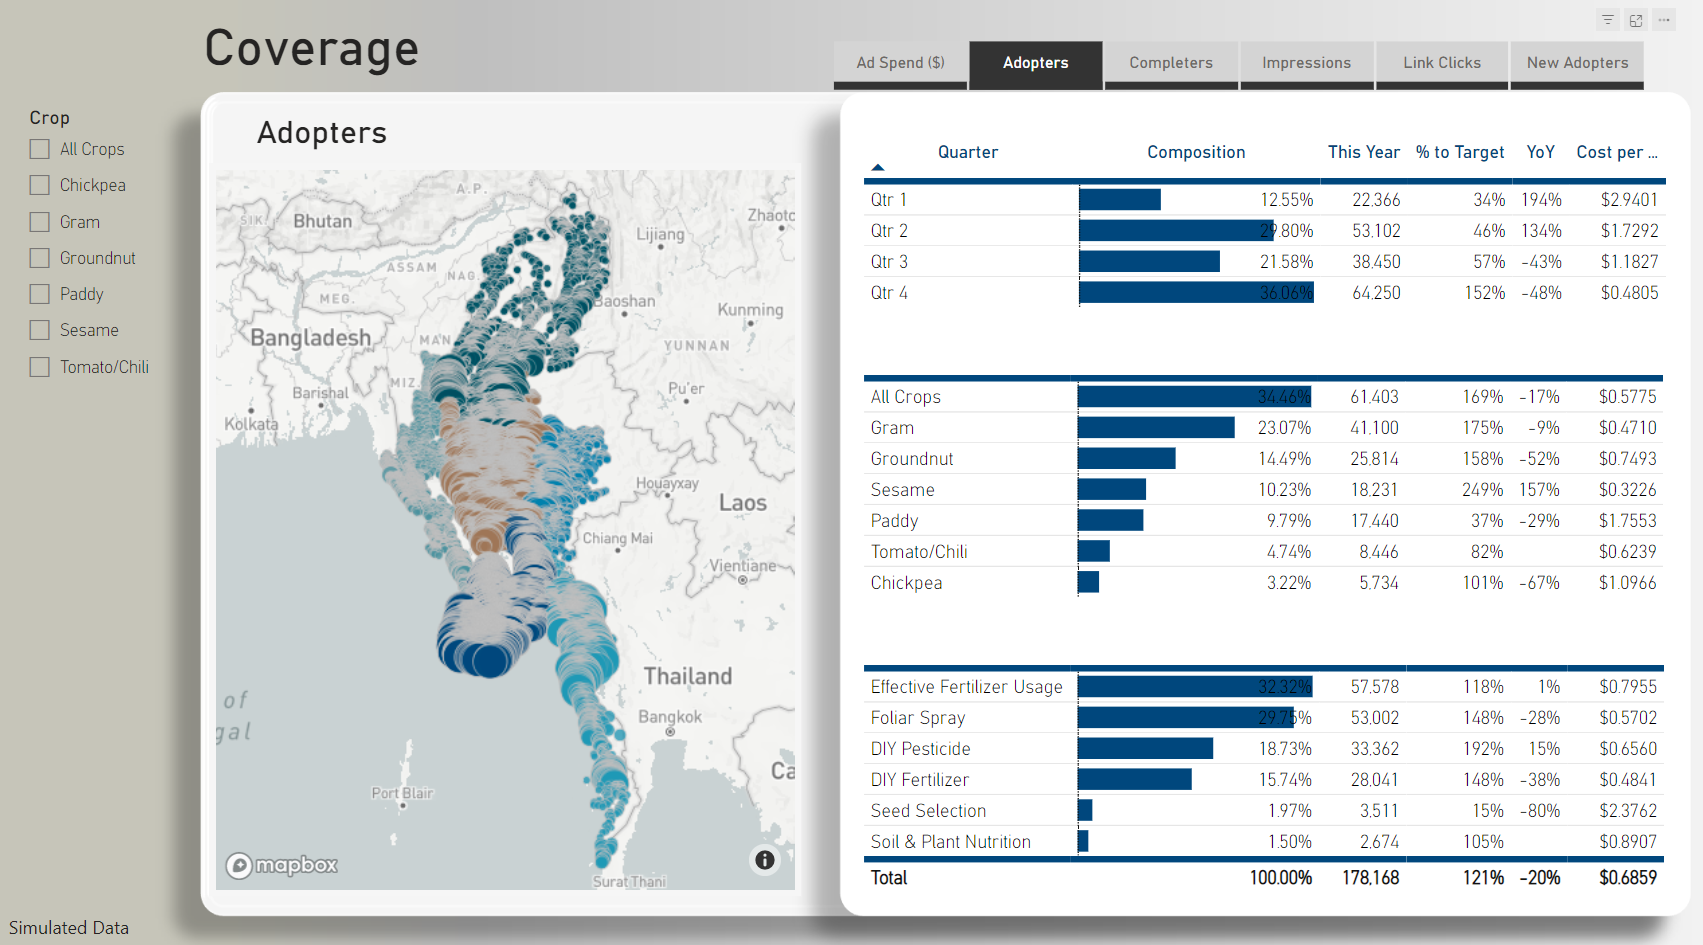 Coverage
Ad Spend ($) Adopters Completers Impressions Link Clicks New Adopters
Crop
All Crops
Chickpea
Gram
Groundnut
Paddy
Sesame
Tomato/Chili
Adopters
A.P.
SIK.
Bhutan
Zhaotc
Lijiang
ASSAM
NAG.
MEG.
Baoshan
Kunming
Bangladesh
MAN
YUNNAN
MIZ.
Barishal
Pu'er
Kolkata
Houayxay
Laos
Chiang Mai
Vientiane
Thailand
of
gal
Bangkok
Ca
Port Blair
mapbox
Surat Thani
Quarter Composition This Year % to Target YoY Cost per ...
Qtr 1 12.55% 22,366 34% 194% $2.9401
Qtr 2 29.80% 53,102 46% 134% $1.7292
Qtr 3 21.58% 38,450 57% -43% $1.1827
Qtr 4 36.06% 64,250 152% -48% $0.4805
All Crops 34.46% 61,403 169% -17% $0.5775
Gram 23.07% 41,100 175% -9% $0.4710
Groundnut 14.49% 25,814 158% -52% $0.7493
Sesame 10.23% 18,231 249% 157% $0.3226
Paddy 9.79% 17,440 37% -29% $1.7553
Tomato/Chili 4.74% 8,446 82% $0.6239
Chickpea 3.22% 5,734 101% -67% $1.0966
Effective Fertilizer Usage 32.32% 57,578 118% 1% $0.7955
Foliar Spray 29.75% 53,002 148% -28% $0.5702
DIY Pesticide 18.73% 33,362 192% 15% $0.6560
DIY Fertilizer 15.74% 28,041 148% -38% $0.4841
Seed Selection 1.97% 3,511 15% -80% $2.3762
Soil & Plant Nutrition 1.50% 2,674 105% $0.8907
Total 100.00% 178,168 121% -20% $0.6859
Simulated Data